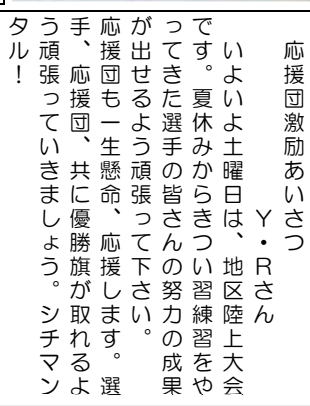 応援団激励あいさつ
Y・Rさん
いよいよ土曜日は、地区陸上大会
です。夏休みからきつい習練習をや
ってきた選手の皆さんの努力の成果
が出せるよう頑張って下さい。
応援団も一生懸命、応援します。選
手、応援団、共に優勝旗が取れるよ
う頑張っていきましょう。シチマン
タル！